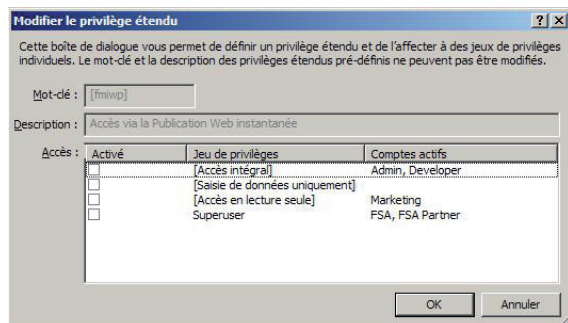 Modifier le privilège étendu
Cette boîte de dialogue vous permet de définir un privilège étendu et de l'affecter à des jeux de privilèges
individuels. Le mot-clé et la description des privilèges étendus pré-définis ne peuvent pas être modifiés.
Mot-clé : [fmiwp]
Description : Accès via la Publication Web instantanée
Accès : Activé Jeu de privilèges Comptes actifs
[Accès intégral] Admin, Developer
[Saisie de données uniquement]
[Accès en lecture seule] Marketing
Superuser FSA, FSA Partner
OK Annuler